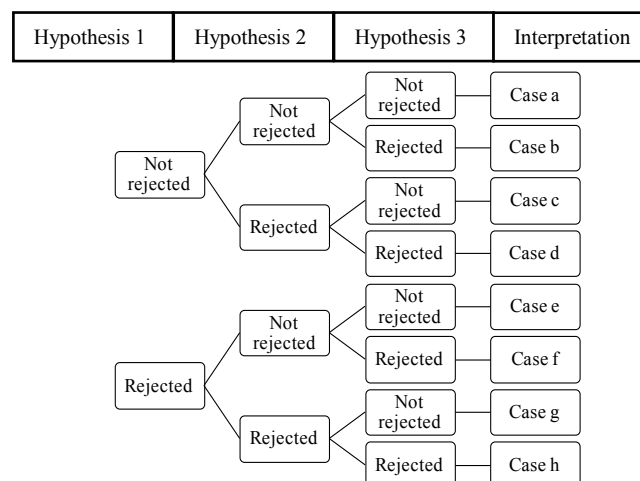 Hypothesis 1 Hypothesis 2 Hypothesis 3 Interpretation
Not
rejected
Case a
Not
rejected
Rejected
Case b
Not
rejected
Not
rejected
Case c
Rejected
Rejected
Case d
Not
rejected
Case e
Not
rejected
Rejected
Case f
Rejected
Not
rejected
Case g
Rejected
Rejected
Case h